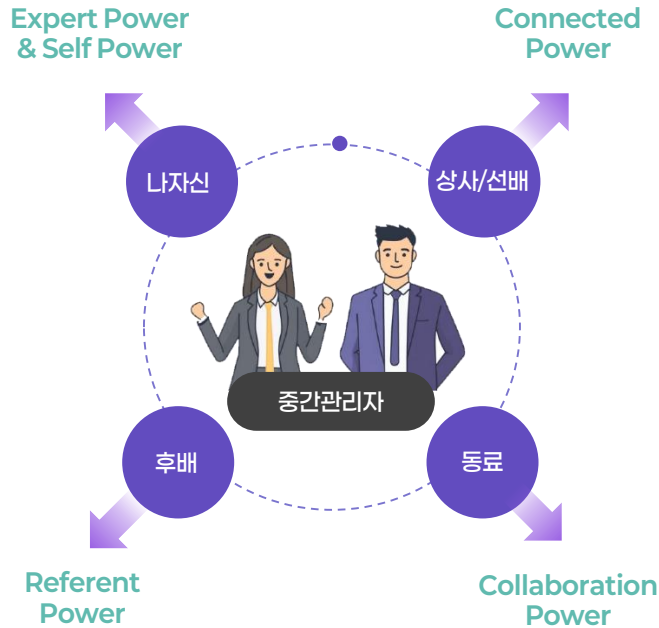 Expert Power
& Self Power
Connected
Power
나자신
상사/선배
중간관리자
후배
동료
Referent
Power
Collaboration
Power